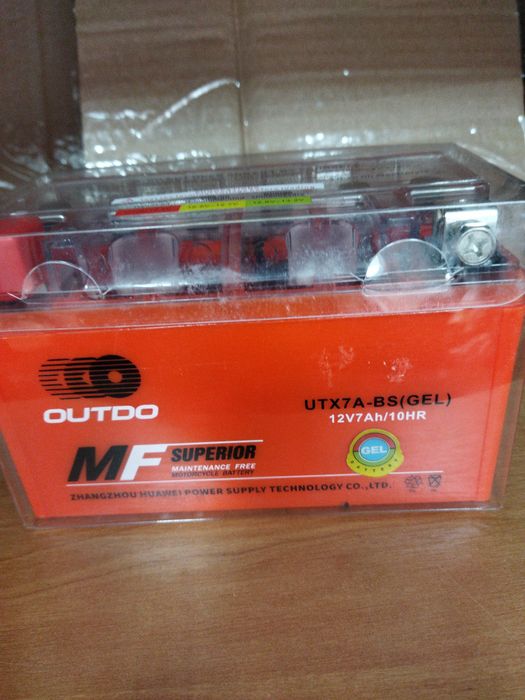 OUTDO
UTX7A-BS(GEL)
12V7Ah/10HR
MF SUPERIOR
MAINTENANCE FREE
MOTORCYCLE BATTERY
GEL
BATTERY
ZHANGZHOU HUAWEI POWER SUPPLY TECHNOLOGY CO.,LTD.